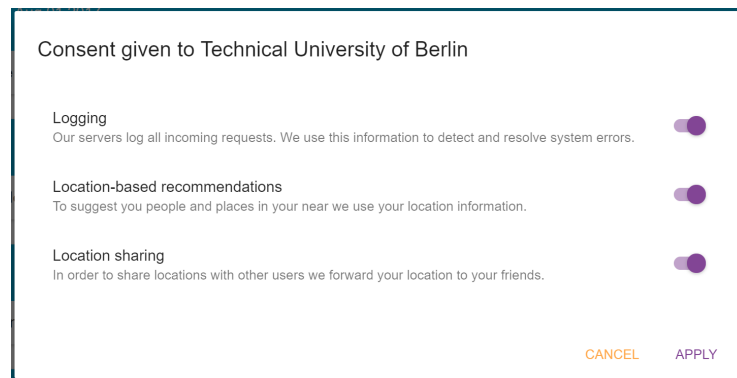 Consent given to Technical University of Berlin
Logging
Our servers log all incoming requests. We use this information to detect and resolve system errors.
Location-based recommendations
To suggest you people and places in your near we use your location information.
Location sharing
In order to share locations with other users we forward your location to your friends.
CANCEL APPLY